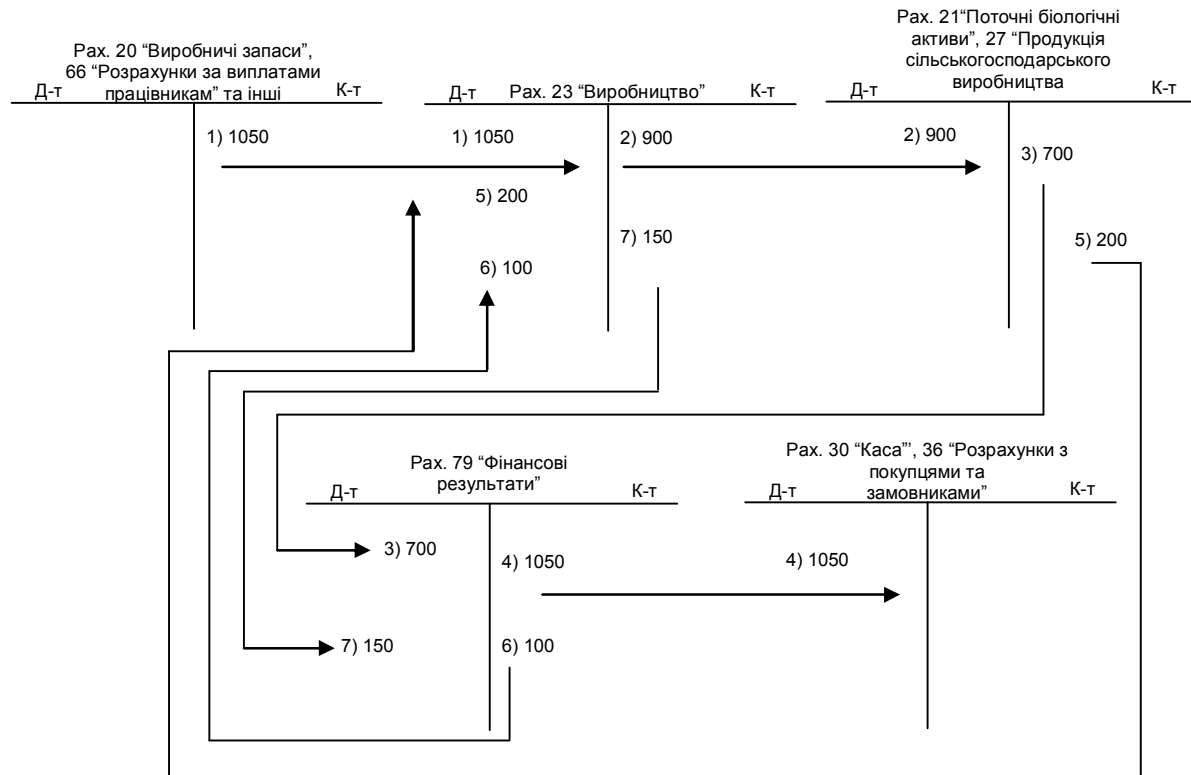 Рах. 20 “Виробничі запаси”,
66 “Розрахунки за виплатами
працівникам” та інші
Д-т
К-т
Д-т
Рах. 23 “Виробництво”
К-т
Рах. 21“Поточні біологічні
активи”, 27 “Продукція
сільськогосподарського
виробництва
Д-т
К-т
1) 1050
1) 1050
2) 900
2) 900
3) 700
5) 200
7) 150
5) 200
6) 100
Рах. 79 “Фінансові
результати”
Д-т
К-т
Рах. 30 “Каса”’, 36 “Розрахунки з
покупцями та
замовниками”
Д-т
К-т
3) 700
4) 1050
4) 1050
7) 150
6) 100